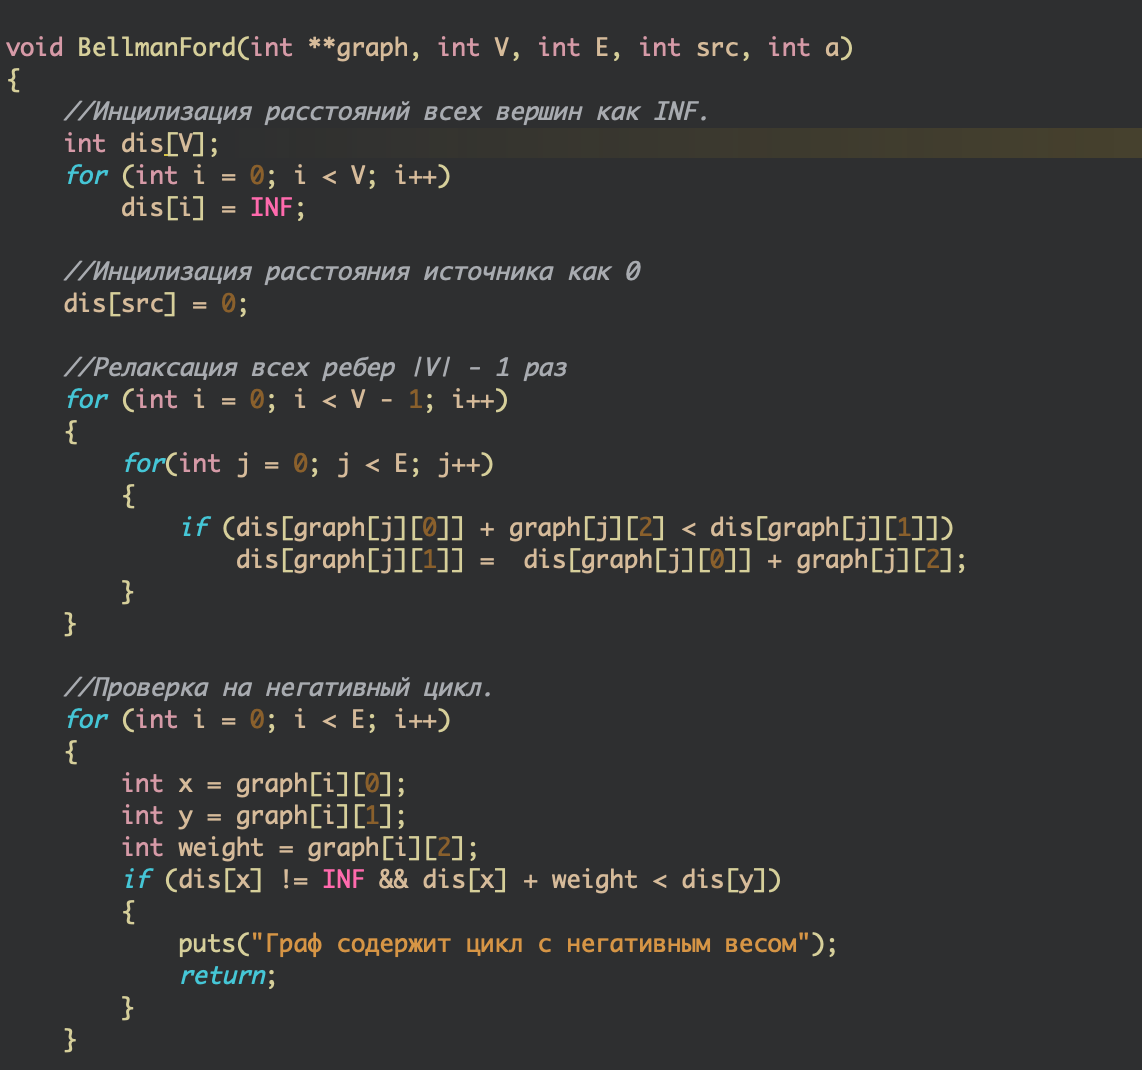 void BellmanFord(int **graph, int V, int E, int src, int a)
{
    //Инцилизация расстояний всех вершин как INF.
    int dis[V];
    for (int i = 0; i < V; i++)
        dis[i] = INF;

    //Инцилизация расстояния источника как 0
    dis[src] = 0;

    //Релаксация всех ребер |V| - 1 раз
    for (int i = 0; i < V - 1; i++)
    {
        for(int j = 0; j < E; j++)
        {
            if (dis[graph[j][0]] + graph[j][2] < dis[graph[j][1]])
                dis[graph[j][1]] =  dis[graph[j][0]] + graph[j][2];
        }
    }

    //Проверка на негативный цикл.
    for (int i = 0; i < E; i++)
    {
        int x = graph[i][0];
        int y = graph[i][1];
        int weight = graph[i][2];
        if (dis[x] != INF && dis[x] + weight < dis[y])
        {
            puts("Граф содержит цикл с негативным весом");
            return;
        }
    }